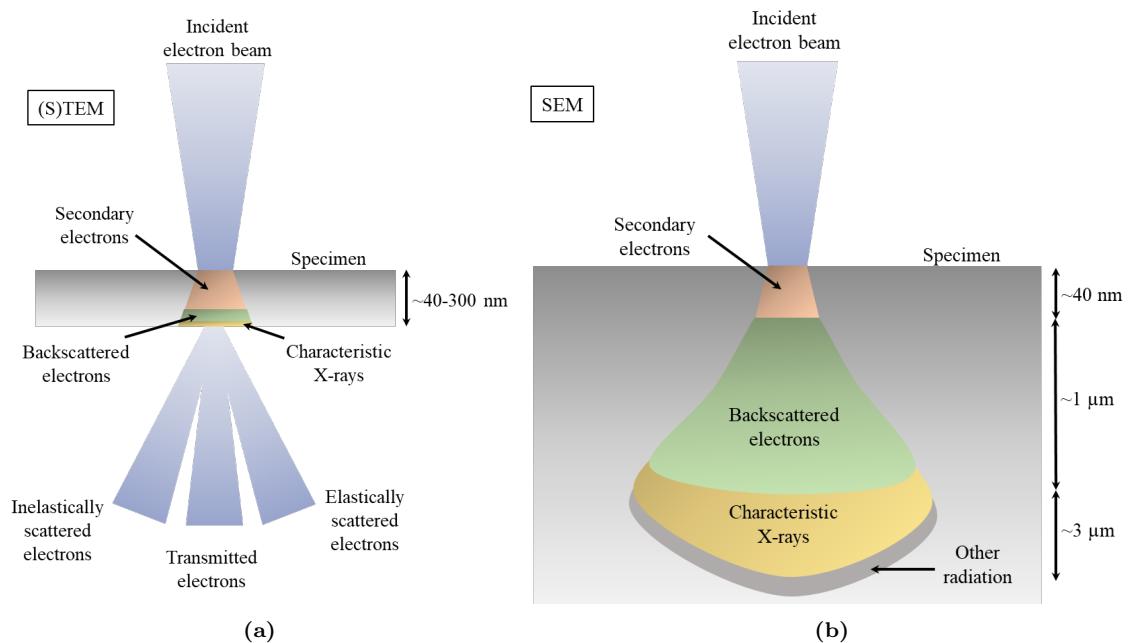 Incident
electron beam
(S)TEM
Secondary
electrons
Specimen
~40-300 nm
Backscattered
electrons
Characteristic
X-rays
Inelastically
scattered
electrons
Transmitted
electrons
Elastically
scattered
electrons
(a)
Incident
electron beam
SEM
Secondary
electrons
Specimen
~40 nm
~1 μm
Backscattered
electrons
Characteristic
X-rays
~3 μm
Other
radiation
(b)